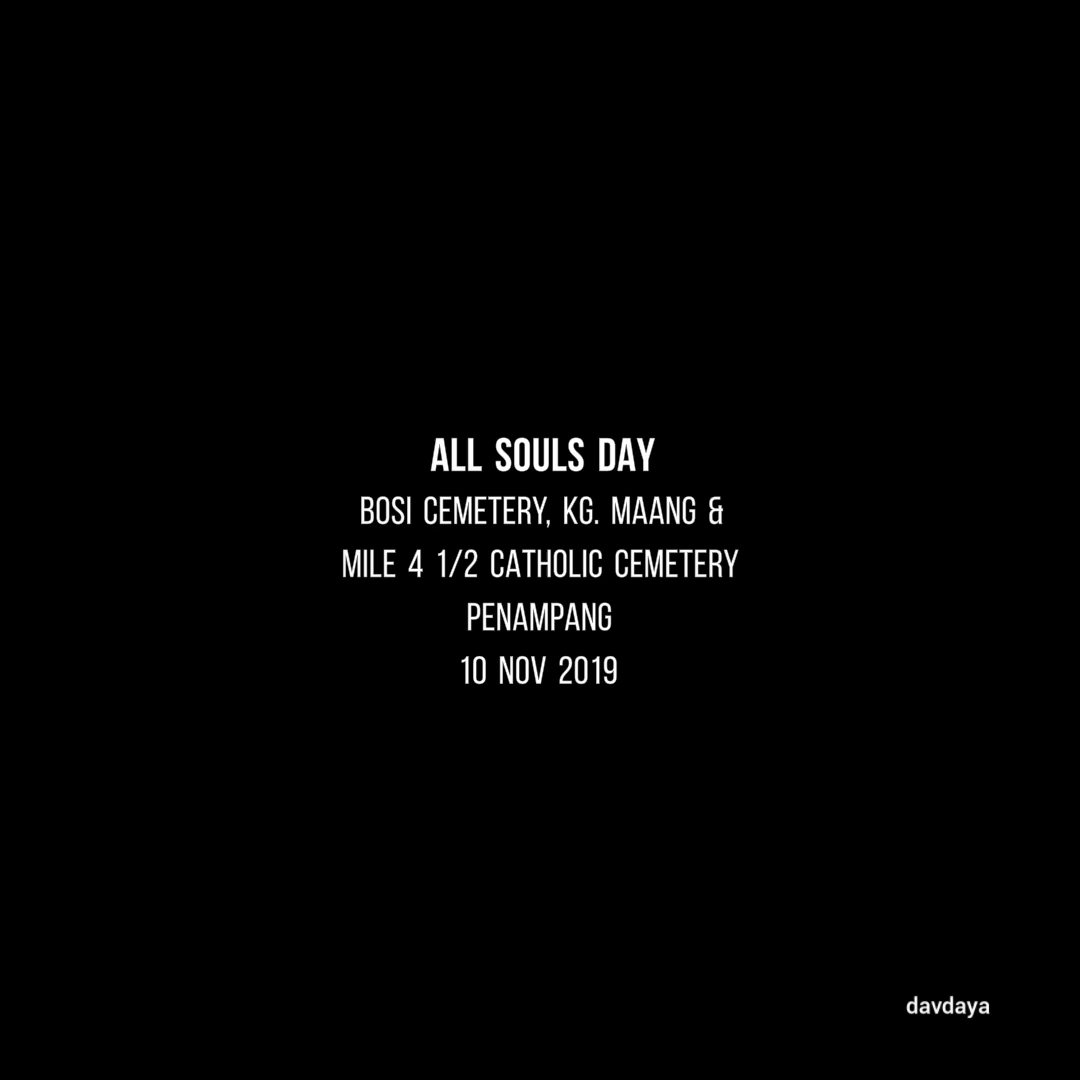 ALL SOULS DAY
BOSI CEMETERY, KG. MAANG &
MILE 4 1/2 CATHOLIC CEMETERY
PENAMPANG
10 NOV 2019
davdaya